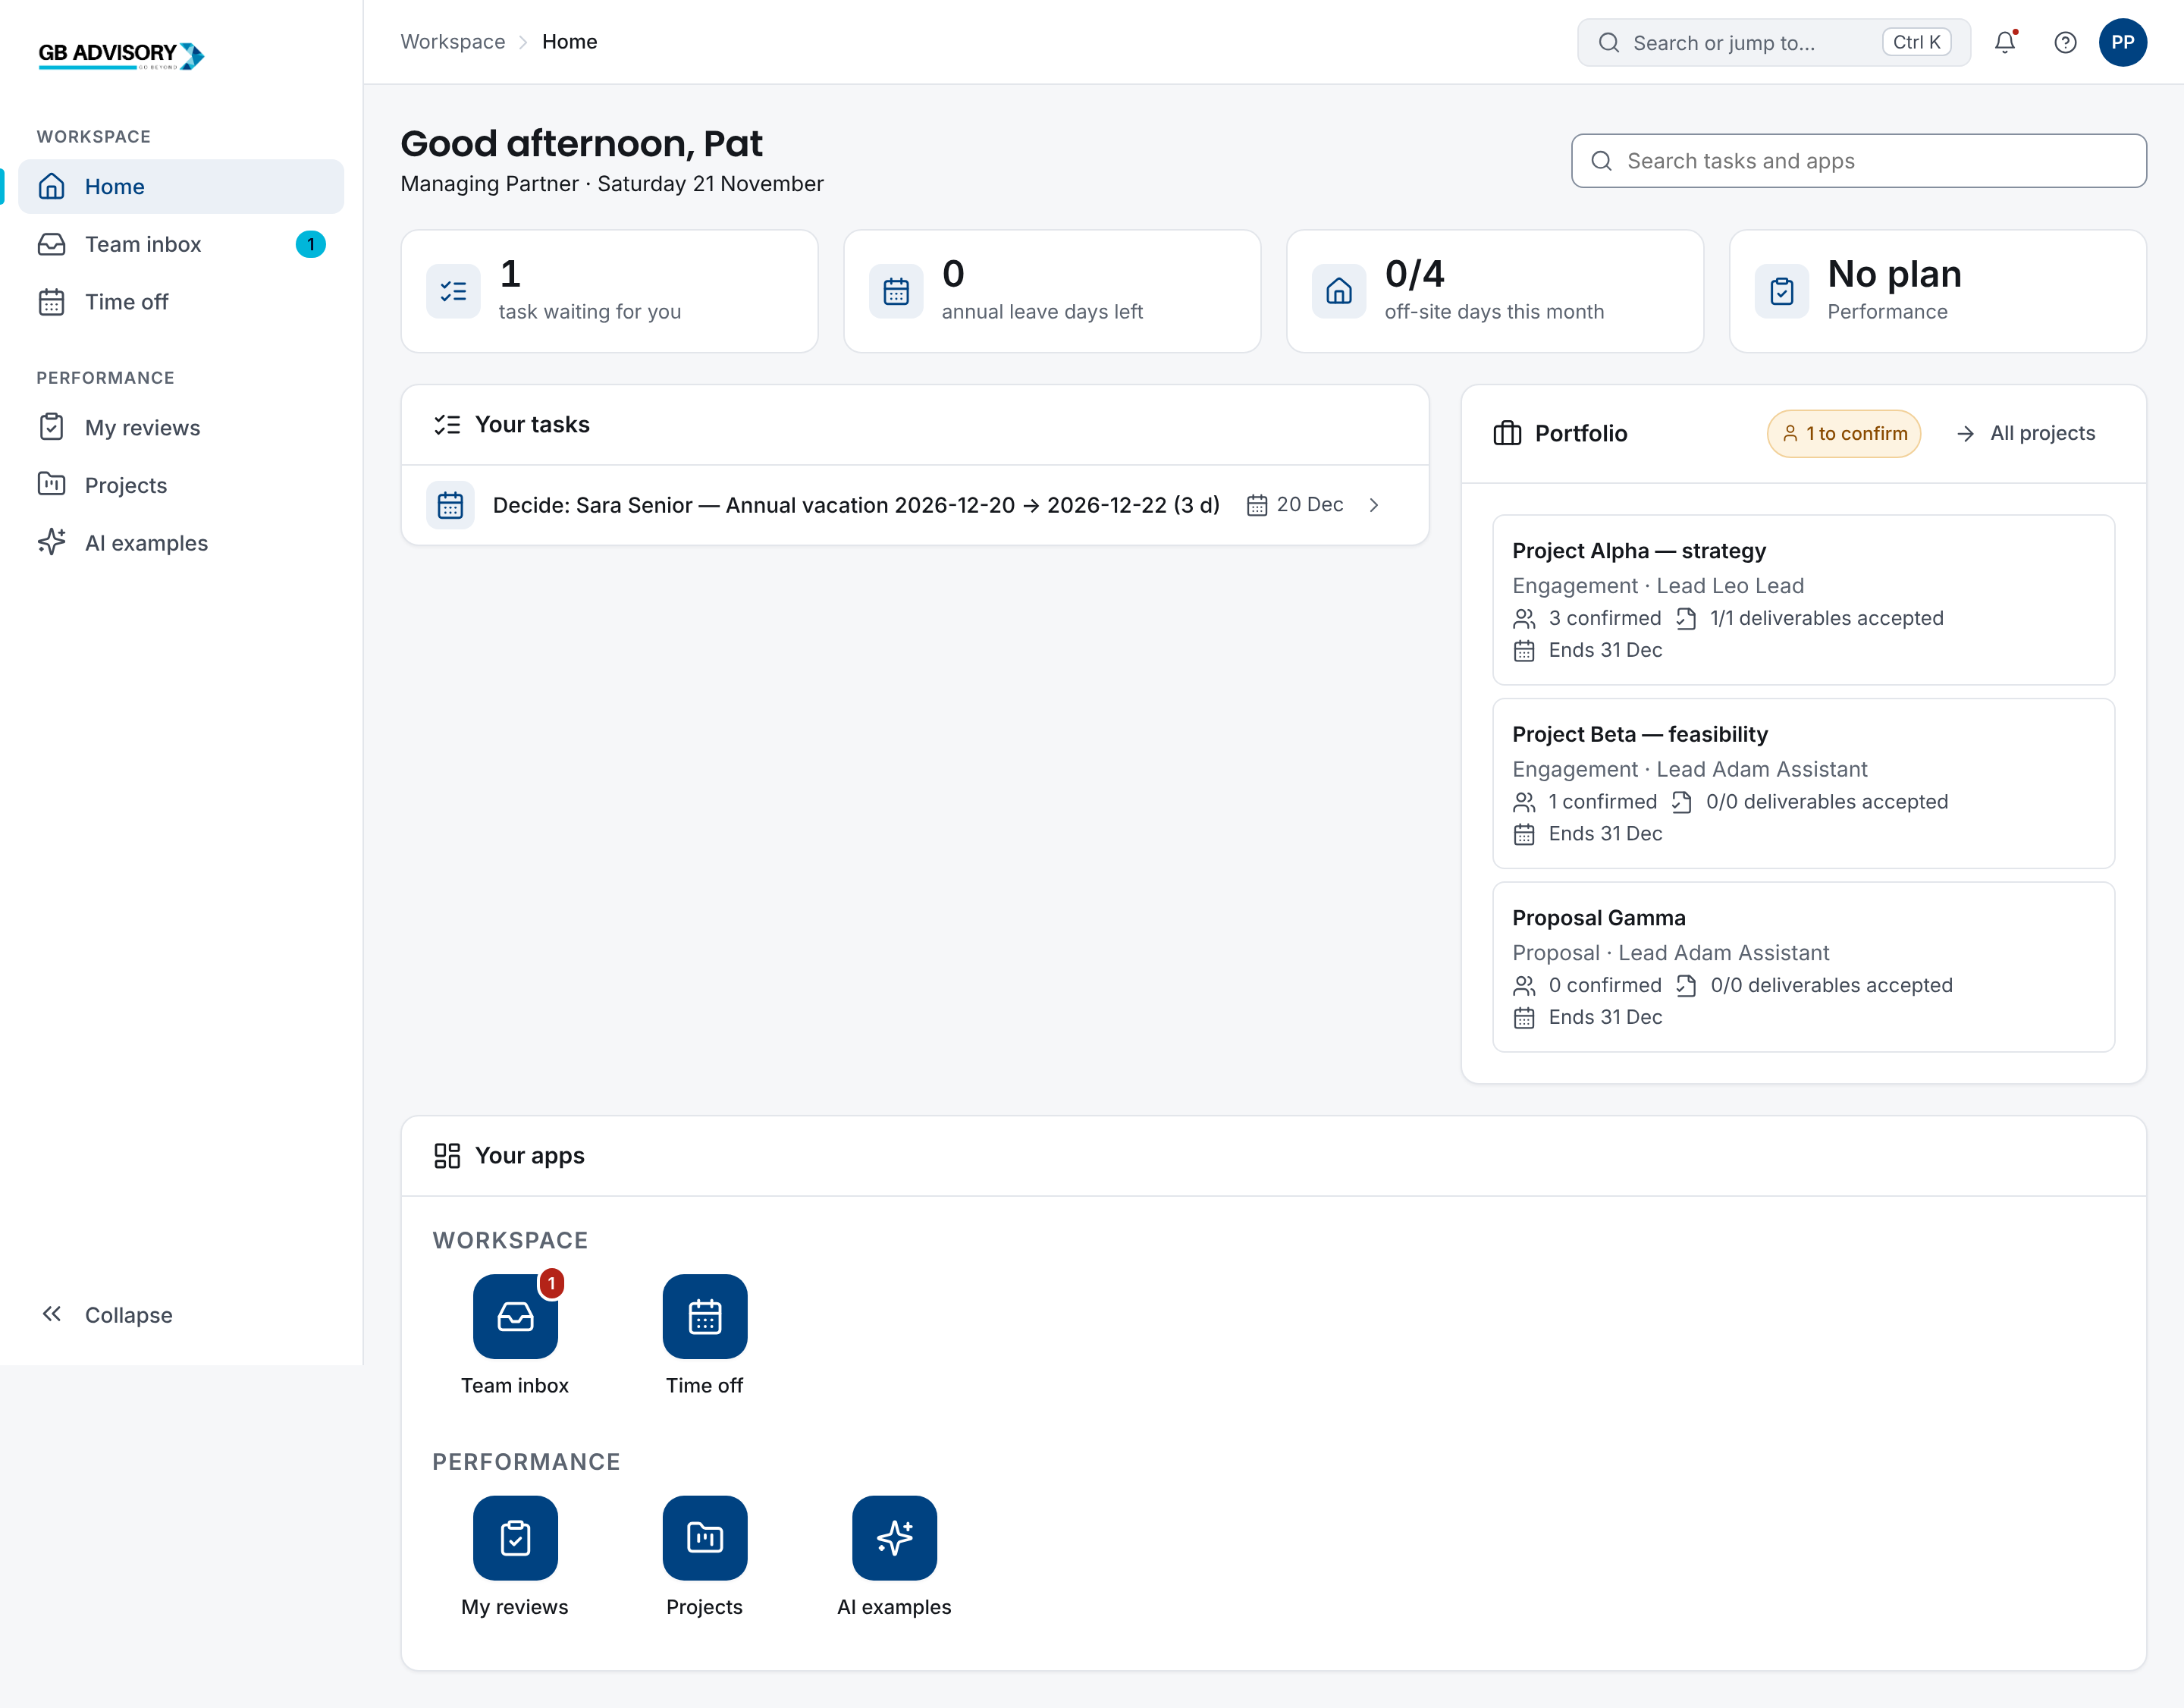 GB ADVISORY
GO BEYOND
WORKSPACE
Home
Team inbox 1
Time off
PERFORMANCE
My reviews
Projects
AI examples
Collapse
Workspace > Home
Search or jump to... Ctrl K
PP
Good afternoon, Pat
Managing Partner · Saturday 21 November
Search tasks and apps
1
task waiting for you
0
annual leave days left
0/4
off-site days this month
No plan
Performance
Your tasks
Decide: Sara Senior — Annual vacation 2026-12-20 → 2026-12-22 (3 d) 20 Dec
Portfolio
1 to confirm
All projects
Project Alpha — strategy
Engagement · Lead Leo Lead
3 confirmed 1/1 deliverables accepted
Ends 31 Dec
Project Beta — feasibility
Engagement · Lead Adam Assistant
1 confirmed 0/0 deliverables accepted
Ends 31 Dec
Proposal Gamma
Proposal · Lead Adam Assistant
0 confirmed 0/0 deliverables accepted
Ends 31 Dec
Your apps
WORKSPACE
1
Team inbox
Time off
PERFORMANCE
My reviews
Projects
AI examples